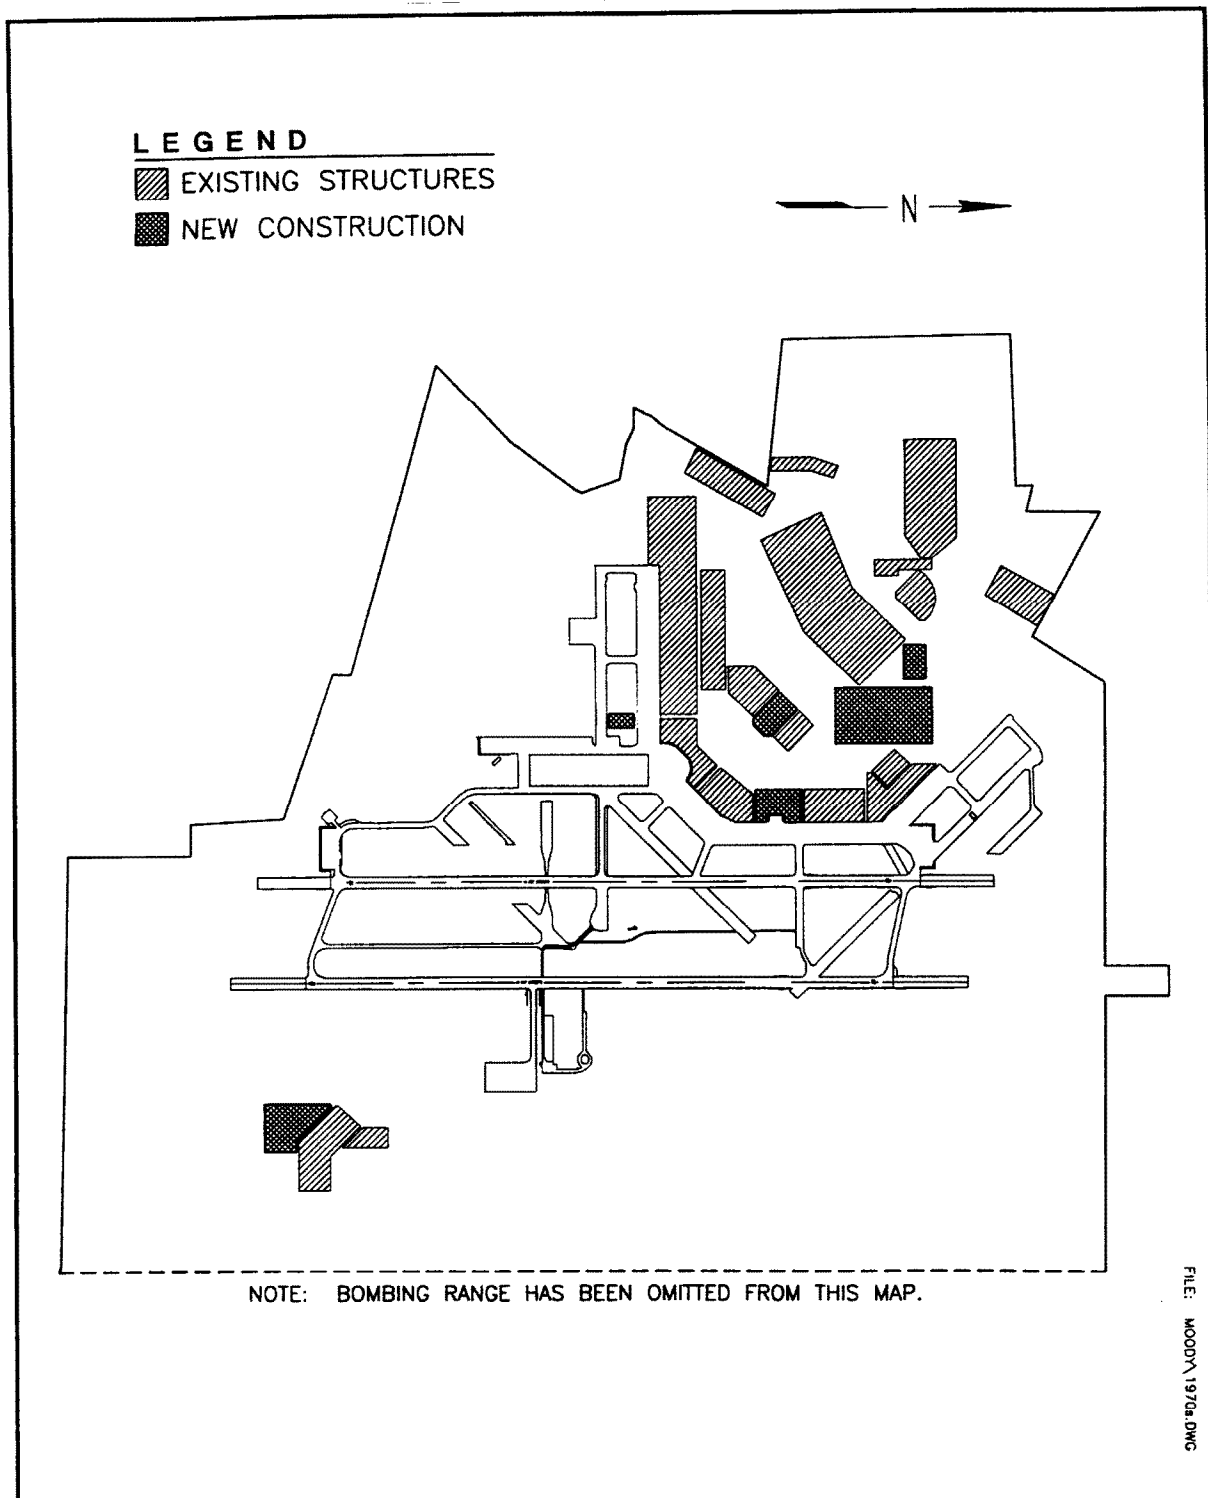 LEGEND
EXISTING STRUCTURES
NEW CONSTRUCTION
N
NOTE: BOMBING RANGE HAS BEEN OMITTED FROM THIS MAP.
FILE: MOODY\1970s.DWG